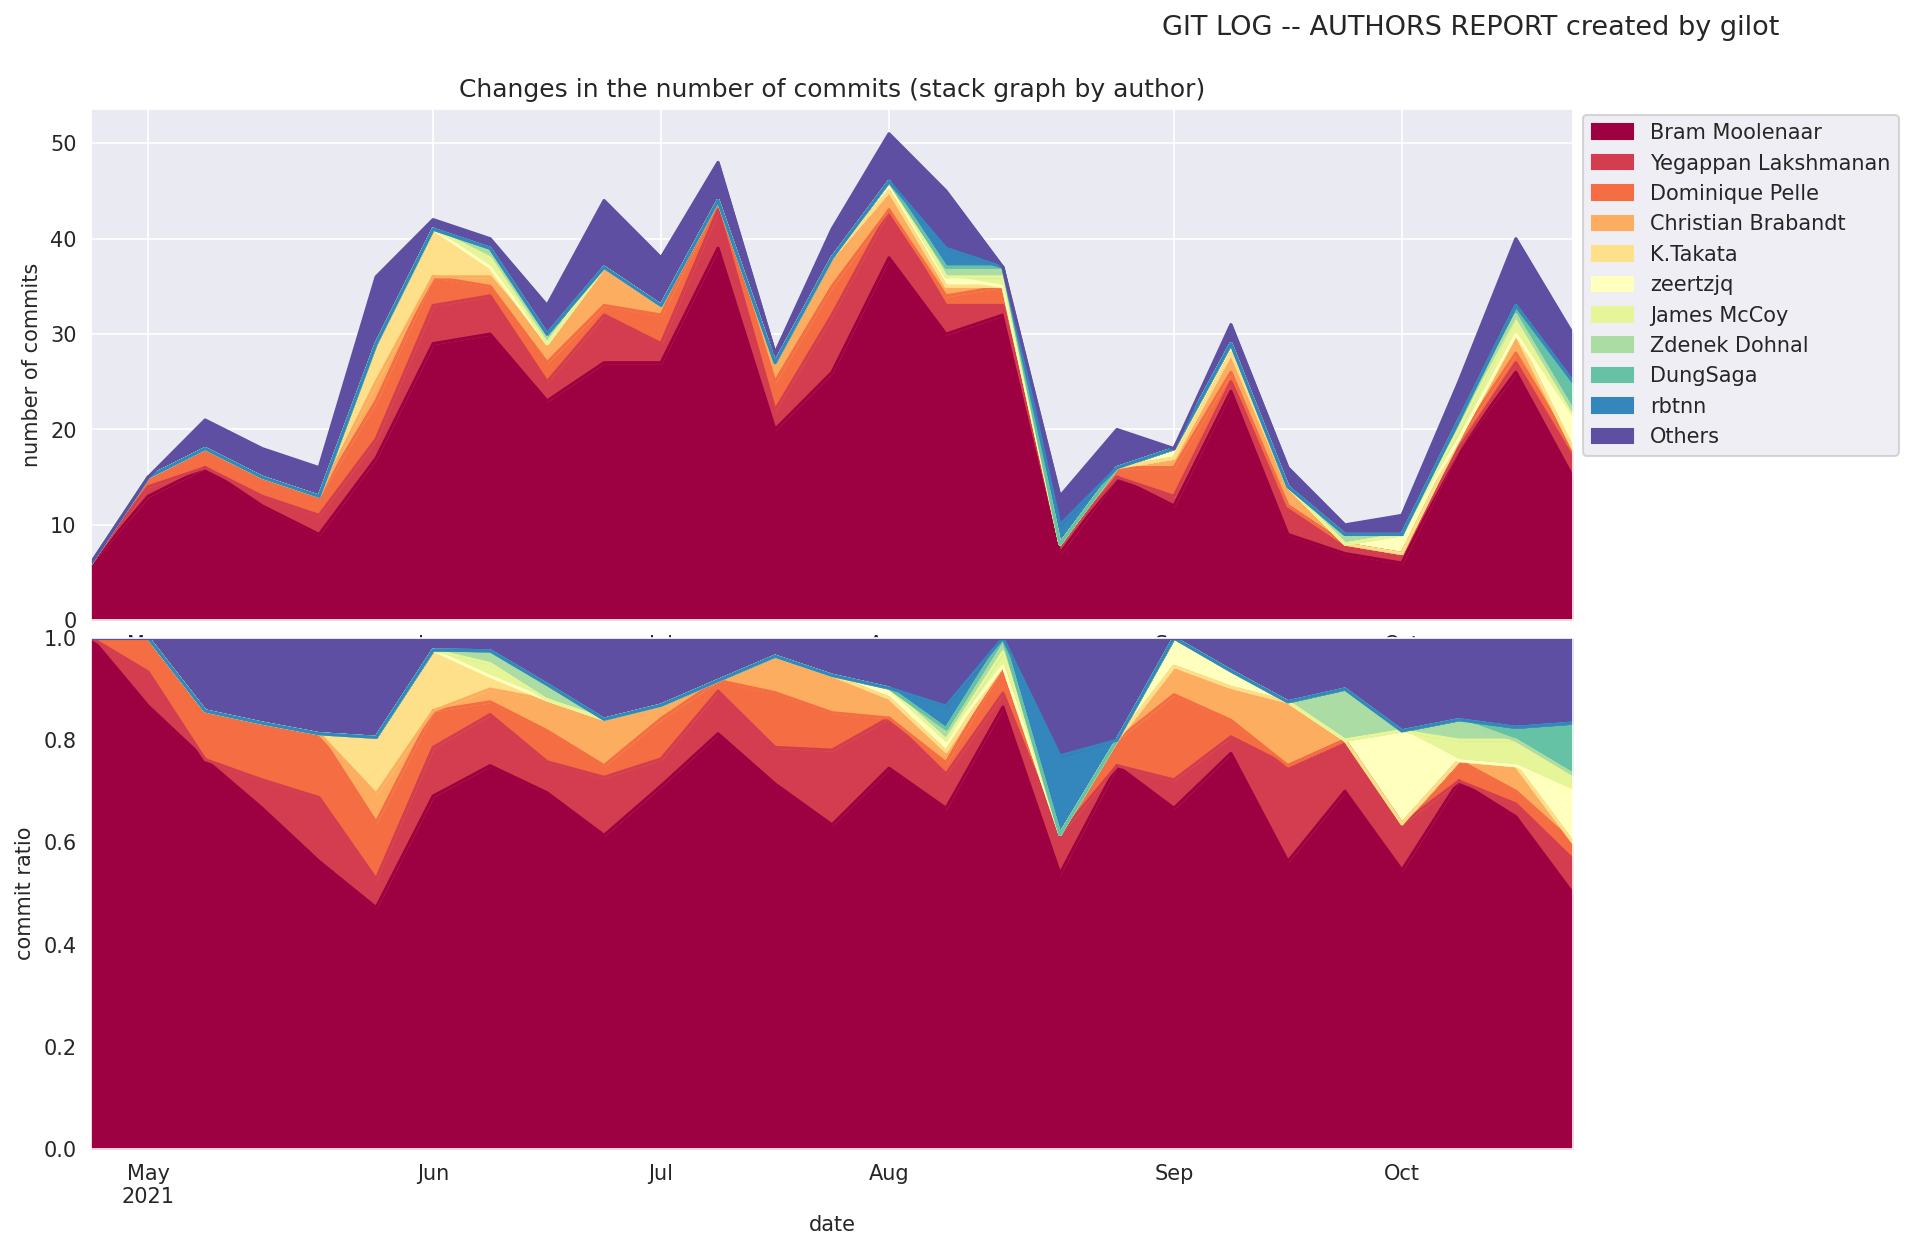 GIT LOG -- AUTHORS REPORT created by gilot
Changes in the number of commits (stack graph by author)
number of commits
50
40
30
20
10
0
Bram Moolenaar
Yegappan Lakshmanan
Dominique Pelle
Christian Brabandt
K.Takata
zeertzjq
James McCoy
Zdenek Dohnal
DungSaga
rbtnn
Others
commit ratio
1.0
0.8
0.6
0.4
0.2
0.0
May Jun Jul Aug Sep Oct
2021
date